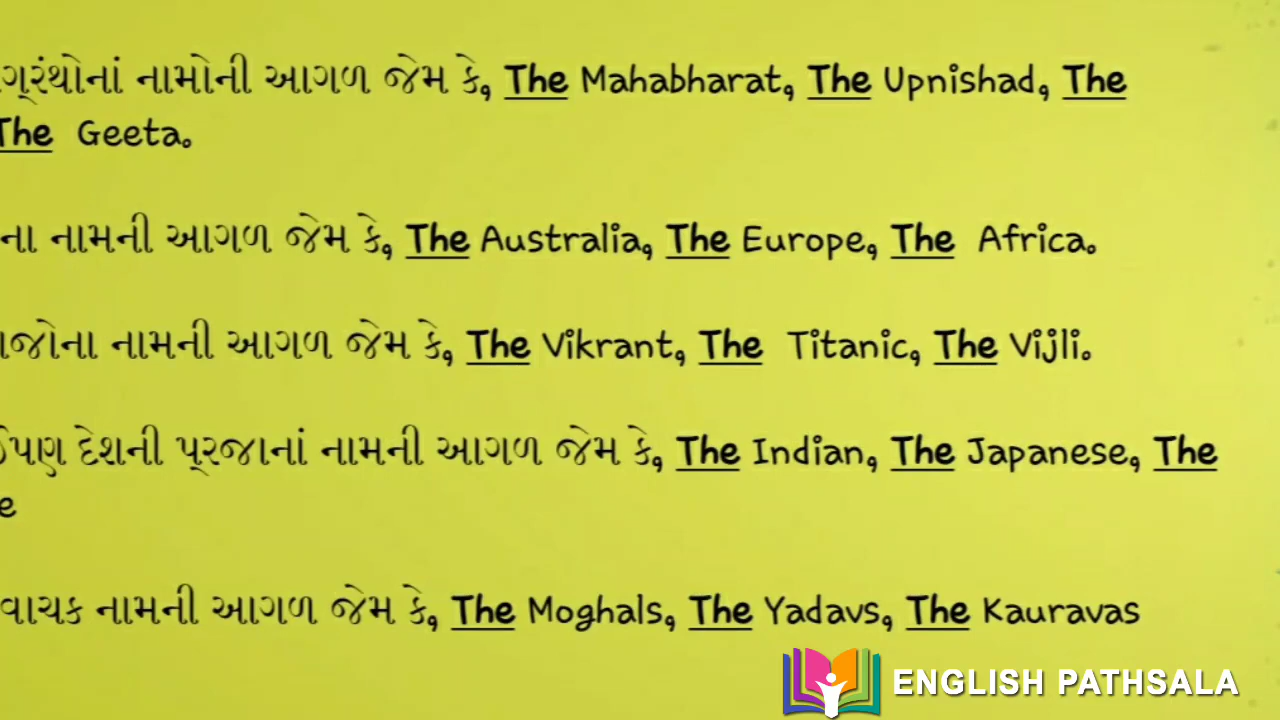 ગ્રંથોનાં નામોની આગળ જેમ કે, The Mahabharat, The Upnishad, The
The Geeta.
ના નામની આગળ જેમ કે, The Australia, The Europe, The Africa.
જોના નામની આગળ જેમ કે, The Vikrant, The Titanic, The Vijli.
પણ દેશની પ્રજાનાં નામની આગળ જેમ કે, The Indian, The Japanese, The
e
વાચક નામની આગળ જેમ કે, The Moghals, The Yadavs, The Kauravas
ENGLISH PATHSALA